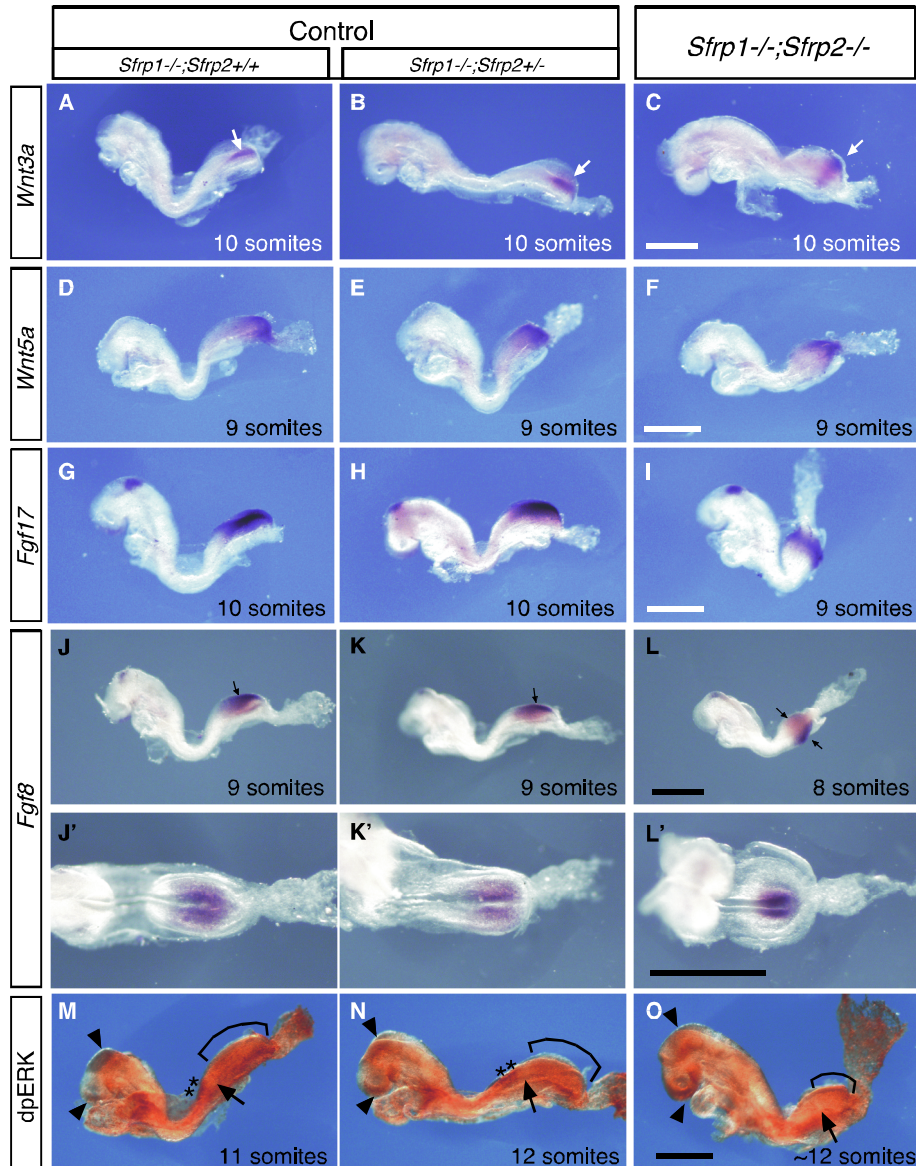 Control
Sfrp1-/-;Sfrp2-/-
Sfrp1-/-;Sfrp2+/+
Sfrp1-/-;Sfrp2+/-
Wnt3a
A
10 somites
B
10 somites
C
10 somites
Wnt5a
D
9 somites
E
9 somites
F
9 somites
Fgf17
G
10 somites
H
10 somites
I
9 somites
Fgf8
J
9 somites
K
9 somites
L
8 somites
J’
K’
L’
dpERK
M
**
11 somites
N
**
12 somites
O
~12 somites